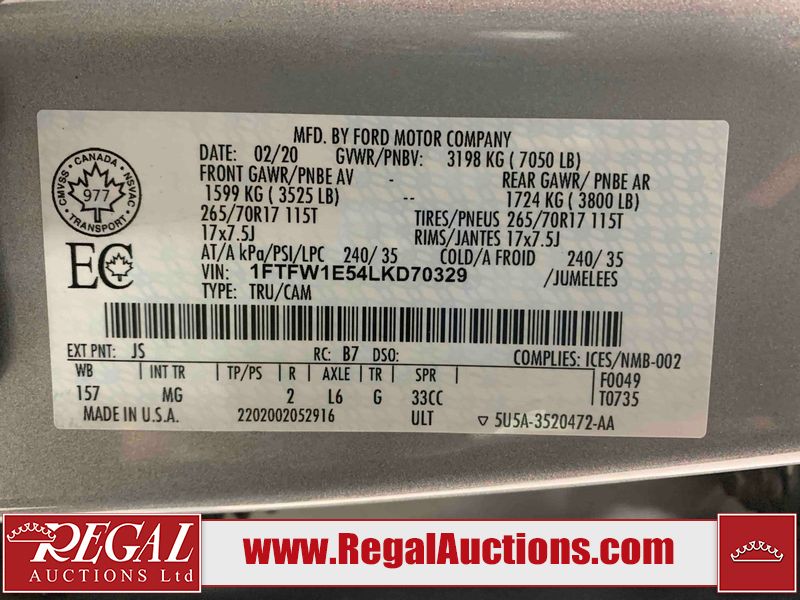 MFD. BY FORD MOTOR COMPANY
DATE: 02/20 GVWR/PNBV: 3198 KG ( 7050 LB)
FRONT GAWR/PNBE AV - REAR GAWR/ PNBE AR
1599 KG ( 3525 LB) -- 1724 KG ( 3800 LB)
265/70R17 115T TIRES/PNEUS 265/70R17 115T
17x7.5J RIMS/JANTES 17x7.5J
AT/A kPa/PSI/LPC 240/ 35 COLD/A FROID 240/ 35
VIN: 1FTFW1E54LKD70329 /JUMELEES
TYPE: TRU/CAM
CMVSS • CANADA • NSVAC
977
TRANSPORT
EC
EXT PNT: JS RC: B7 DSO: COMPLIES: ICES/NMB-002
WB INT TR TP/PS R AXLE TR SPR F0049
157 MG 2 L6 G 33CC T0735
MADE IN U.S.A. 2202002052916 ULT ▽ 5U5A-3520472-AA
REGAL
AUCTIONS Ltd
www.RegalAuctions.com